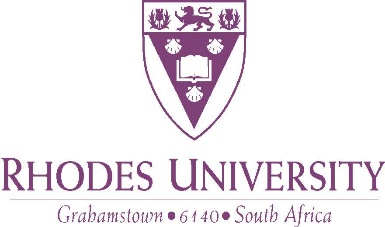 RHODES UNIVERSITY
Grahamstown • 6140 • South Africa